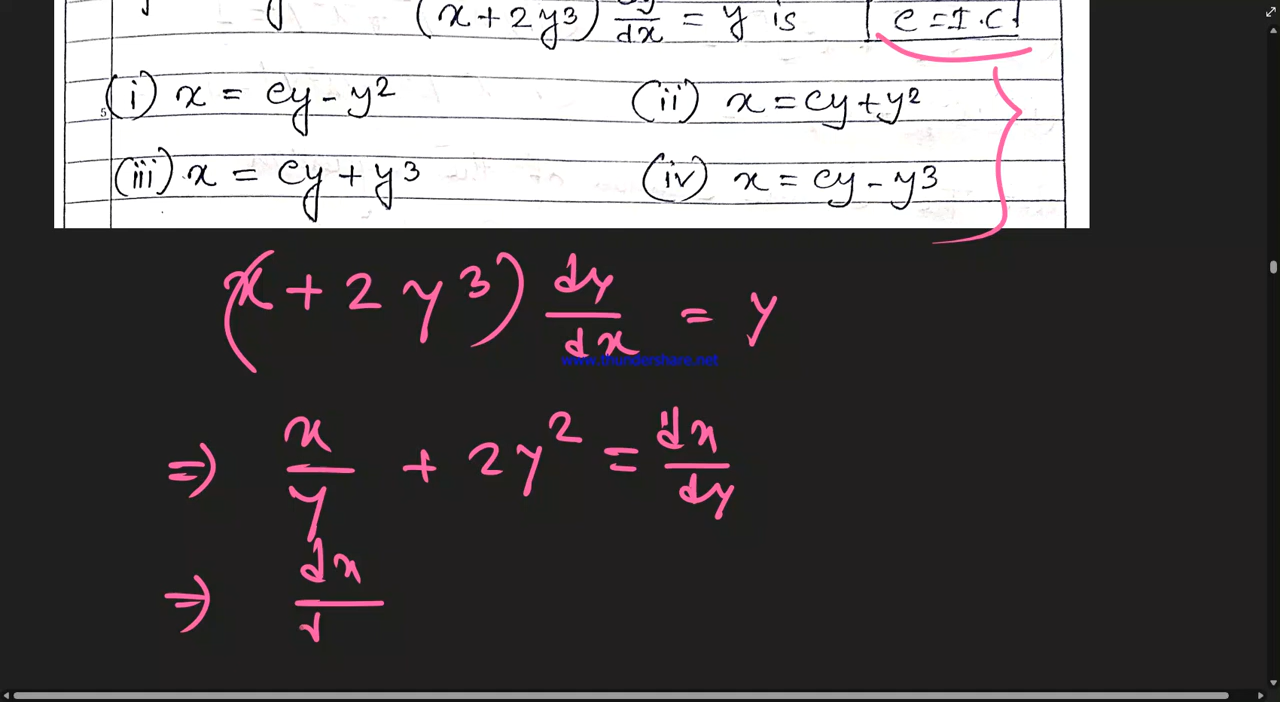 (x + 2y³) dy/dx = y is c = I.C
(i) x = cy - y² (ii) x = cy + y²
(iii) x = cy + y³ (iv) x = cy - y³
(x + 2y³) dy/dx = y
www.thundershare.net
⇒ x/y + 2y² = dx/dy
⇒ dx